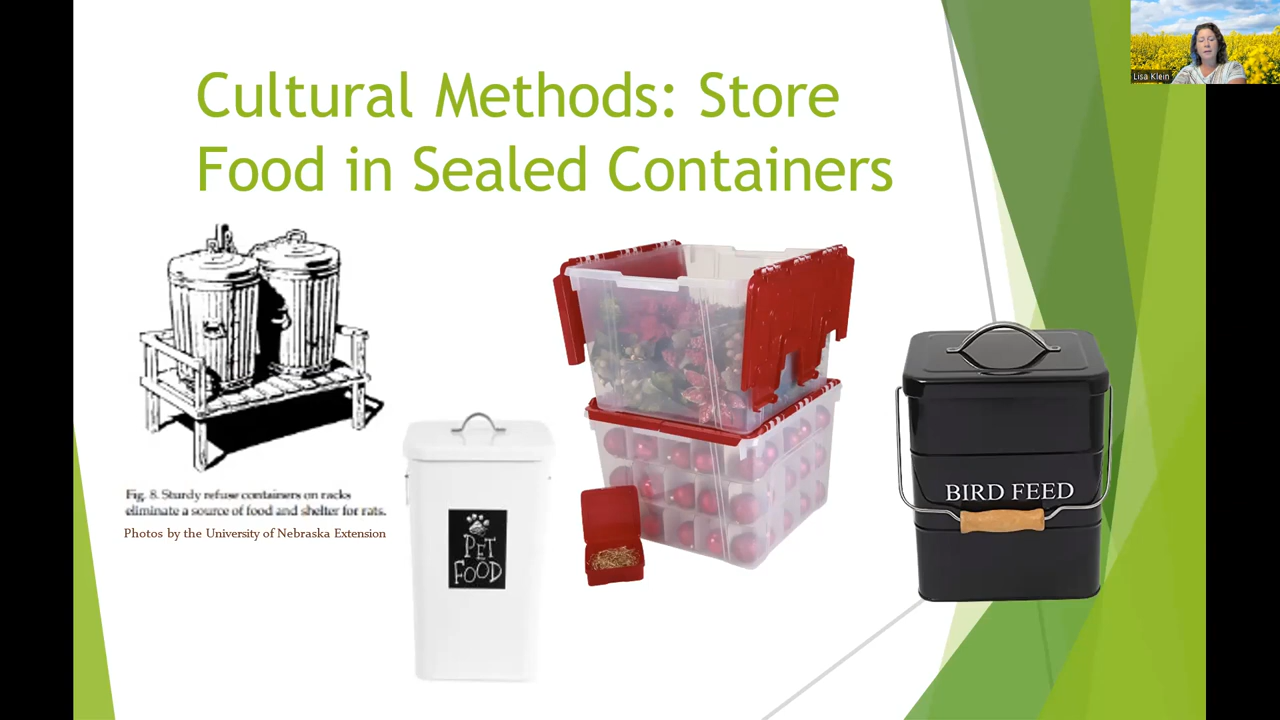 Cultural Methods: Store
Food in Sealed Containers
Lisa Klein
Fig. 8. Sturdy refuse containers on racks
eliminate a source of food and shelter for rats.
Photos by the University of Nebraska Extension
PET
FOOD
BIRD FEED